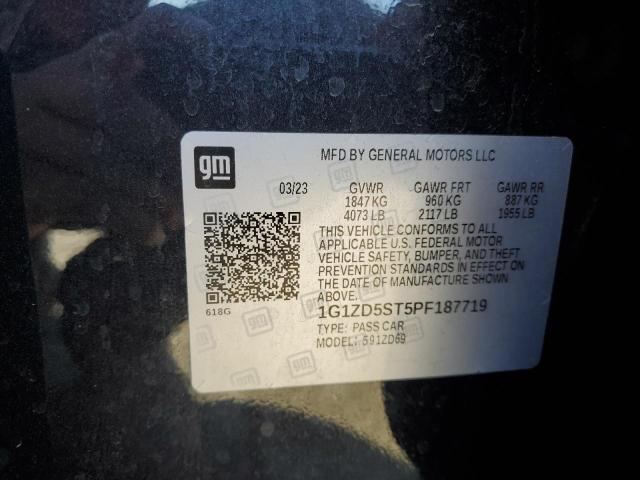 gm
MFD BY GENERAL MOTORS LLC
03/23 GVWR GAWR FRT GAWR RR
1847 KG 960 KG 887 KG
4073 LB 2117 LB 1955 LB
THIS VEHICLE CONFORMS TO ALL
APPLICABLE U.S. FEDERAL MOTOR
VEHICLE SAFETY, BUMPER, AND THEFT
PREVENTION STANDARDS IN EFFECT ON
THE DATE OF MANUFACTURE SHOWN
ABOVE.
618G
1G1ZD5ST5PF187719
TYPE: PASS CAR
MODEL: 591ZD69